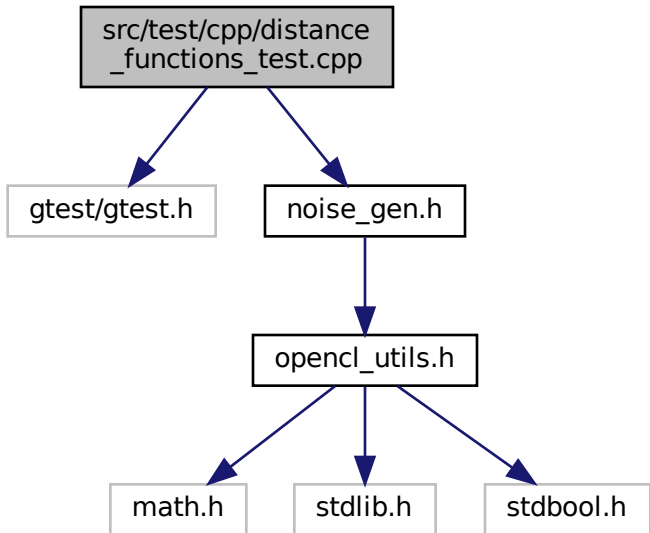 src/test/cpp/distance
_functions_test.cpp
gtest/gtest.h
noise_gen.h
opencl_utils.h
math.h
stdlib.h
stdbool.h